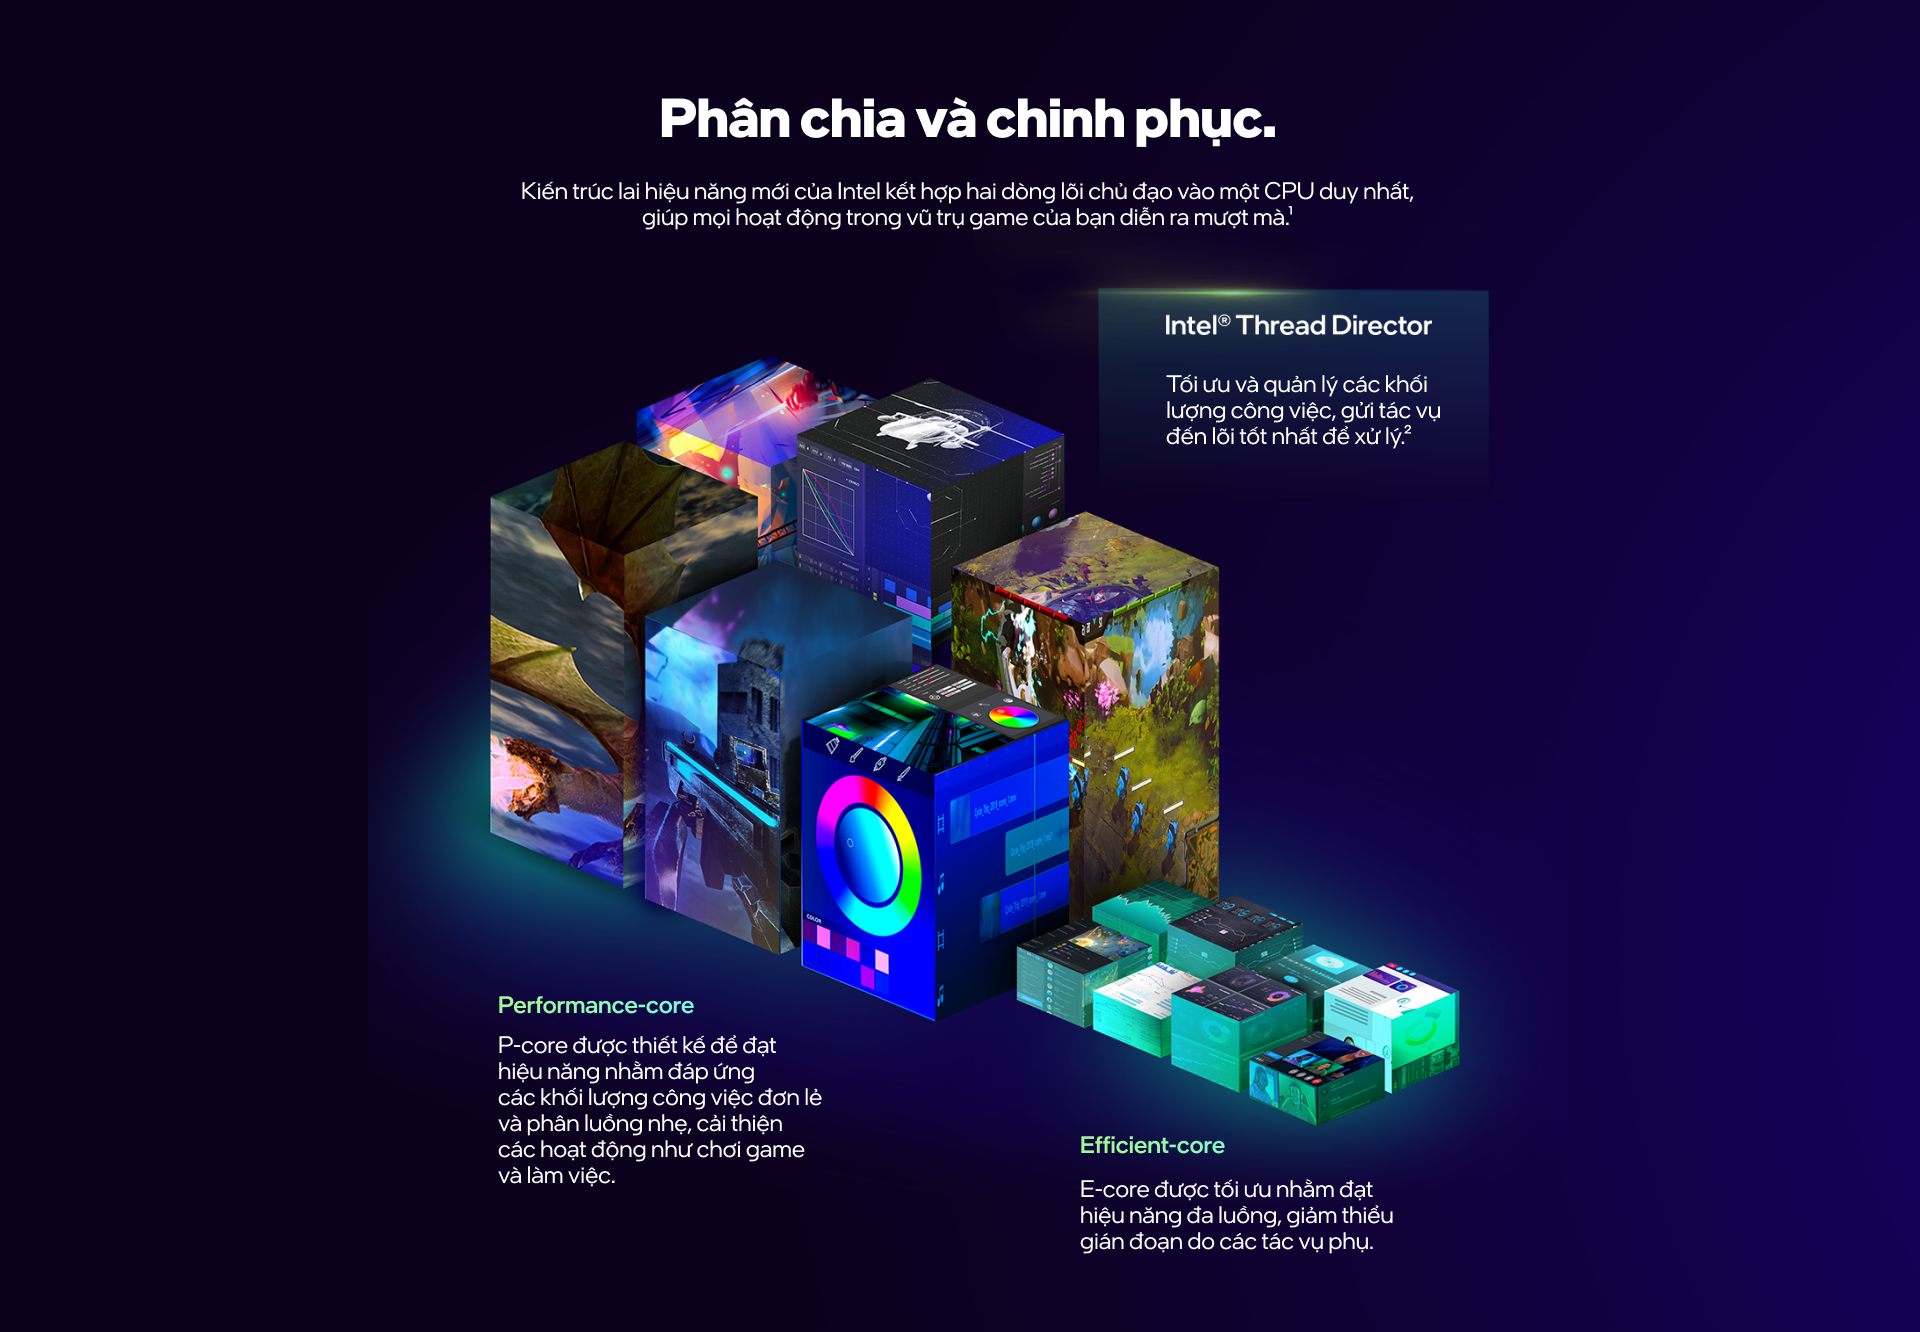 Phân chia và chinh phục.
Kiến trúc lai hiệu năng mới của Intel kết hợp hai dòng lõi chủ đạo vào một CPU duy nhất,
giúp mọi hoạt động trong vũ trụ game của bạn diễn ra mượt mà.¹
Intel® Thread Director
Tối ưu và quản lý các khối
lượng công việc, gửi tác vụ
đến lõi tốt nhất để xử lý.²
COLOR
Performance-core
P-core được thiết kế để đạt
hiệu năng nhằm đáp ứng
các khối lượng công việc đơn lẻ
và phân luồng nhẹ, cải thiện
các hoạt động như chơi game
và làm việc.
Efficient-core
E-core được tối ưu nhằm đạt
hiệu năng đa luồng, giảm thiểu
gián đoạn do các tác vụ phụ.